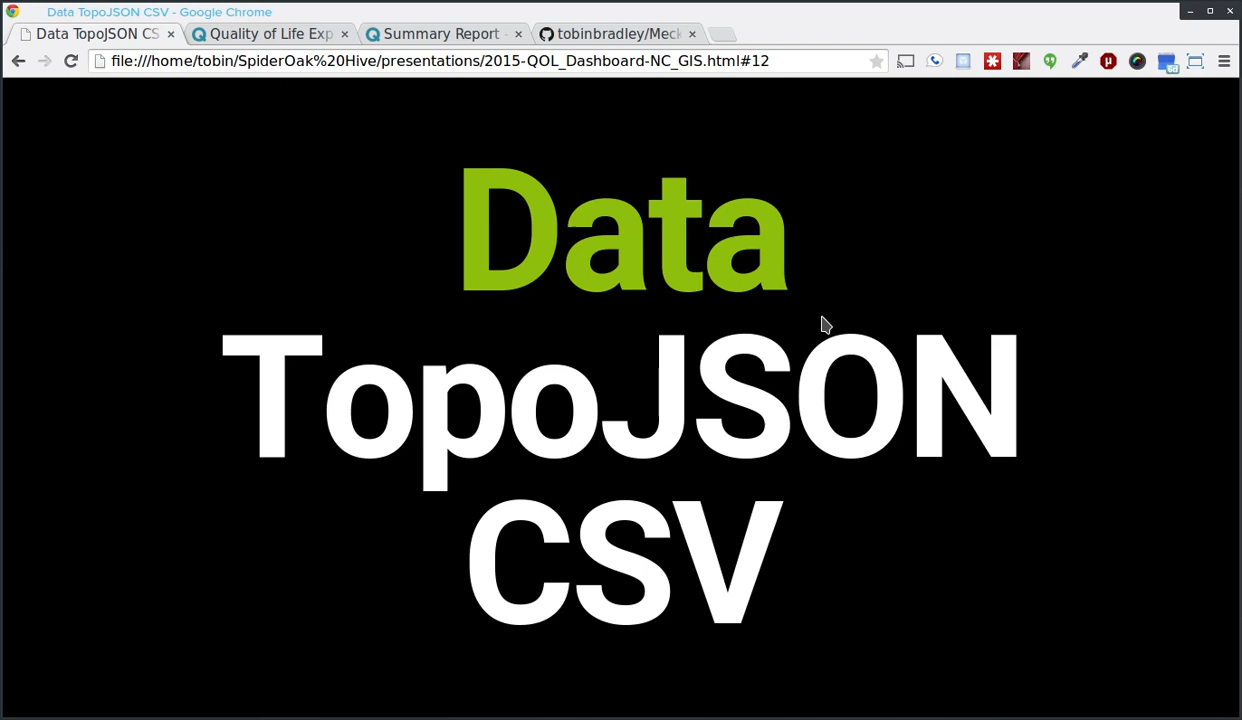 Data TopoJSON CSV - Google Chrome
Data TopoJSON CS
Quality of Life Exp
Summary Report -
tobinbradley/Meck
file:///home/tobin/SpiderOak%20Hive/presentations/2015-QOL_Dashboard-NC_GIS.html#12
Data
TopoJSON
CSV